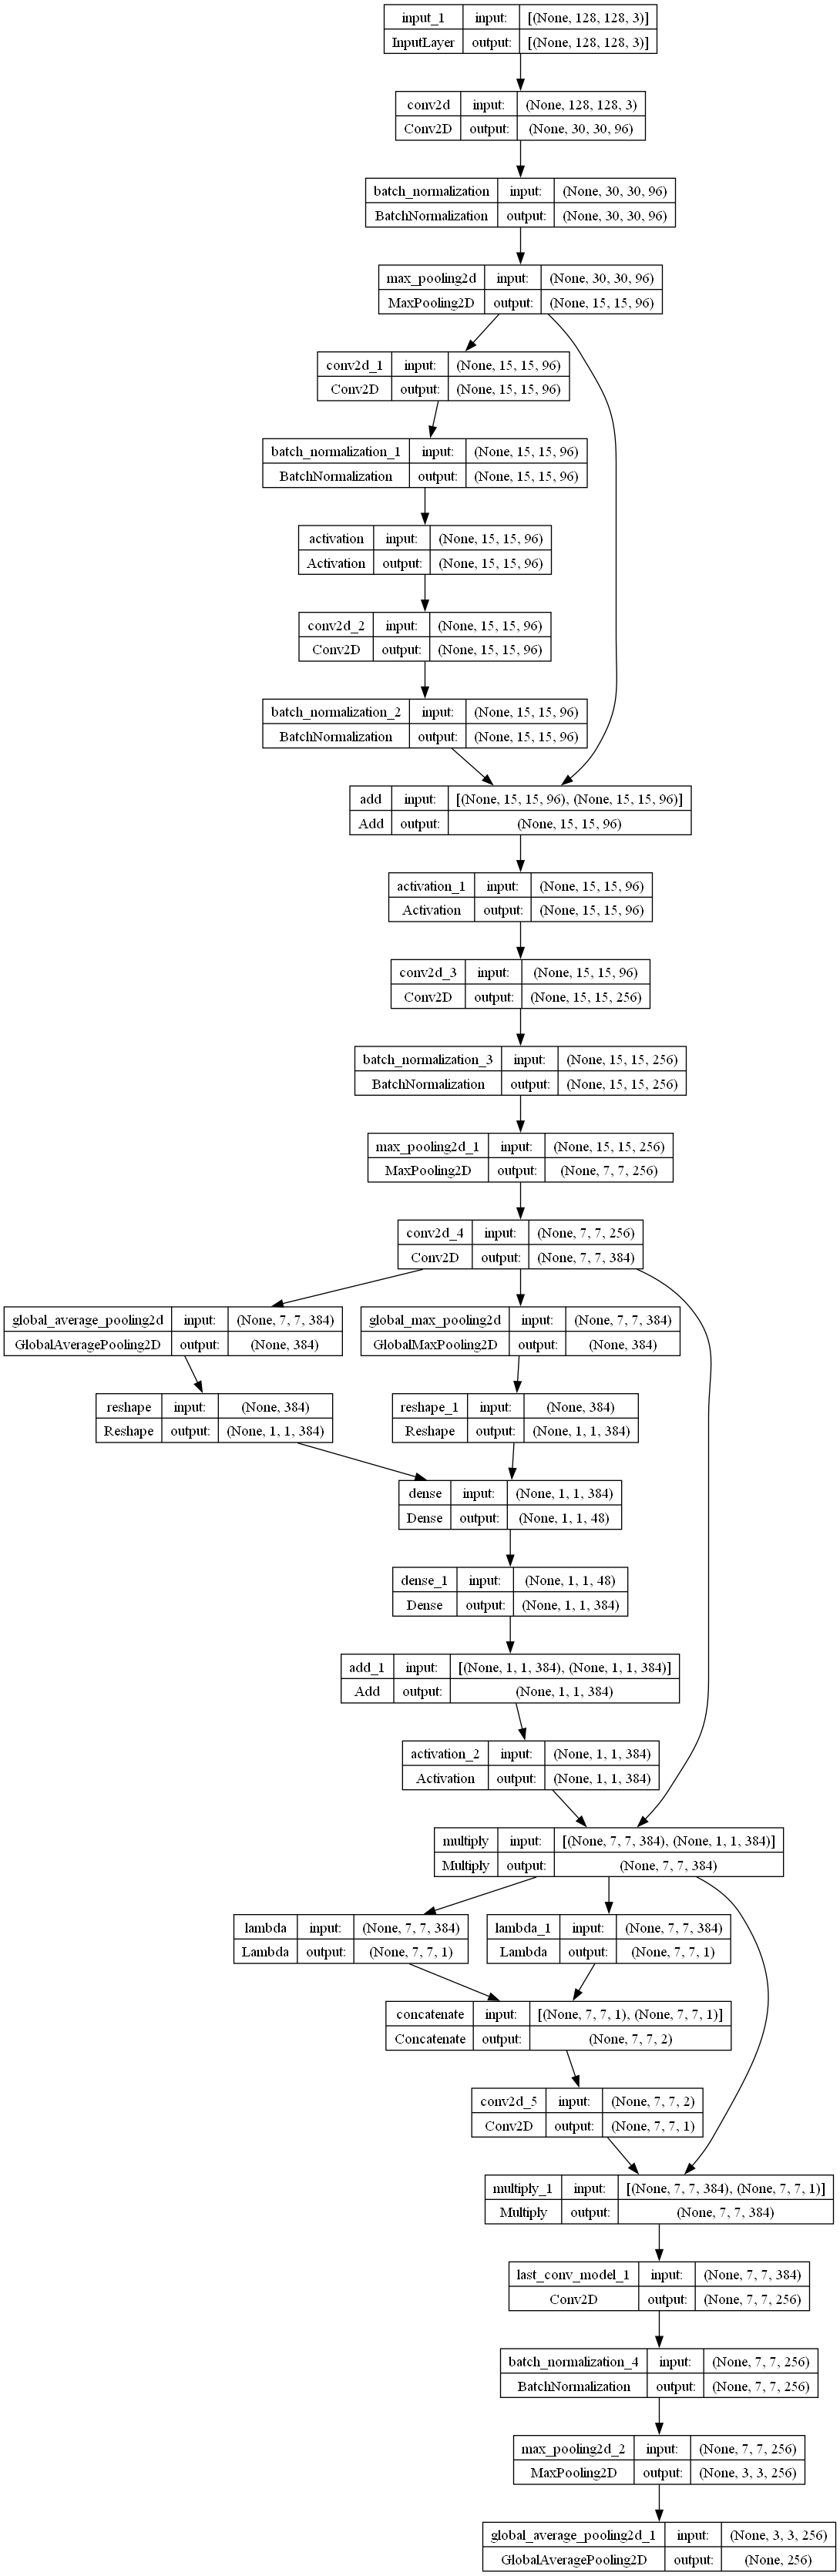 input_1 input: [(None, 128, 128, 3)]
InputLayer output: [(None, 128, 128, 3)]
conv2d input: (None, 128, 128, 3)
Conv2D output: (None, 30, 30, 96)
batch_normalization input: (None, 30, 30, 96)
BatchNormalization output: (None, 30, 30, 96)
max_pooling2d input: (None, 30, 30, 96)
MaxPooling2D output: (None, 15, 15, 96)
conv2d_1 input: (None, 15, 15, 96)
Conv2D output: (None, 15, 15, 96)
batch_normalization_1 input: (None, 15, 15, 96)
BatchNormalization output: (None, 15, 15, 96)
activation input: (None, 15, 15, 96)
Activation output: (None, 15, 15, 96)
conv2d_2 input: (None, 15, 15, 96)
Conv2D output: (None, 15, 15, 96)
batch_normalization_2 input: (None, 15, 15, 96)
BatchNormalization output: (None, 15, 15, 96)
add input: [(None, 15, 15, 96), (None, 15, 15, 96)]
Add output: (None, 15, 15, 96)
activation_1 input: (None, 15, 15, 96)
Activation output: (None, 15, 15, 96)
conv2d_3 input: (None, 15, 15, 96)
Conv2D output: (None, 15, 15, 256)
batch_normalization_3 input: (None, 15, 15, 256)
BatchNormalization output: (None, 15, 15, 256)
max_pooling2d_1 input: (None, 15, 15, 256)
MaxPooling2D output: (None, 7, 7, 256)
conv2d_4 input: (None, 7, 7, 256)
Conv2D output: (None, 7, 7, 384)
global_average_pooling2d input: (None, 7, 7, 384)
GlobalAveragePooling2D output: (None, 384)
global_max_pooling2d input: (None, 7, 7, 384)
GlobalMaxPooling2D output: (None, 384)
reshape input: (None, 384)
Reshape output: (None, 1, 1, 384)
reshape_1 input: (None, 384)
Reshape output: (None, 1, 1, 384)
dense input: (None, 1, 1, 384)
Dense output: (None, 1, 1, 48)
dense_1 input: (None, 1, 1, 48)
Dense output: (None, 1, 1, 384)
add_1 input: [(None, 1, 1, 384), (None, 1, 1, 384)]
Add output: (None, 1, 1, 384)
activation_2 input: (None, 1, 1, 384)
Activation output: (None, 1, 1, 384)
multiply input: [(None, 7, 7, 384), (None, 1, 1, 384)]
Multiply output: (None, 7, 7, 384)
lambda input: (None, 7, 7, 384)
Lambda output: (None, 7, 7, 1)
lambda_1 input: (None, 7, 7, 384)
Lambda output: (None, 7, 7, 1)
concatenate input: [(None, 7, 7, 1), (None, 7, 7, 1)]
Concatenate output: (None, 7, 7, 2)
conv2d_5 input: (None, 7, 7, 2)
Conv2D output: (None, 7, 7, 1)
multiply_1 input: [(None, 7, 7, 384), (None, 7, 7, 1)]
Multiply output: (None, 7, 7, 384)
last_conv_model_1 input: (None, 7, 7, 384)
Conv2D output: (None, 7, 7, 256)
batch_normalization_4 input: (None, 7, 7, 256)
BatchNormalization output: (None, 7, 7, 256)
max_pooling2d_2 input: (None, 7, 7, 256)
MaxPooling2D output: (None, 3, 3, 256)
global_average_pooling2d_1 input: (None, 3, 3, 256)
GlobalAveragePooling2D output: (None, 256)